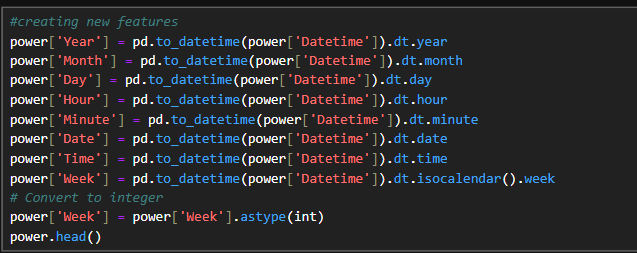 #creating new features
power['Year'] = pd.to_datetime(power['Datetime']).dt.year
power['Month'] = pd.to_datetime(power['Datetime']).dt.month
power['Day'] = pd.to_datetime(power['Datetime']).dt.day
power['Hour'] = pd.to_datetime(power['Datetime']).dt.hour
power['Minute'] = pd.to_datetime(power['Datetime']).dt.minute
power['Date'] = pd.to_datetime(power['Datetime']).dt.date
power['Time'] = pd.to_datetime(power['Datetime']).dt.time
power['Week'] = pd.to_datetime(power['Datetime']).dt.isocalendar().week
# Convert to integer
power['Week'] = power['Week'].astype(int)
power.head()